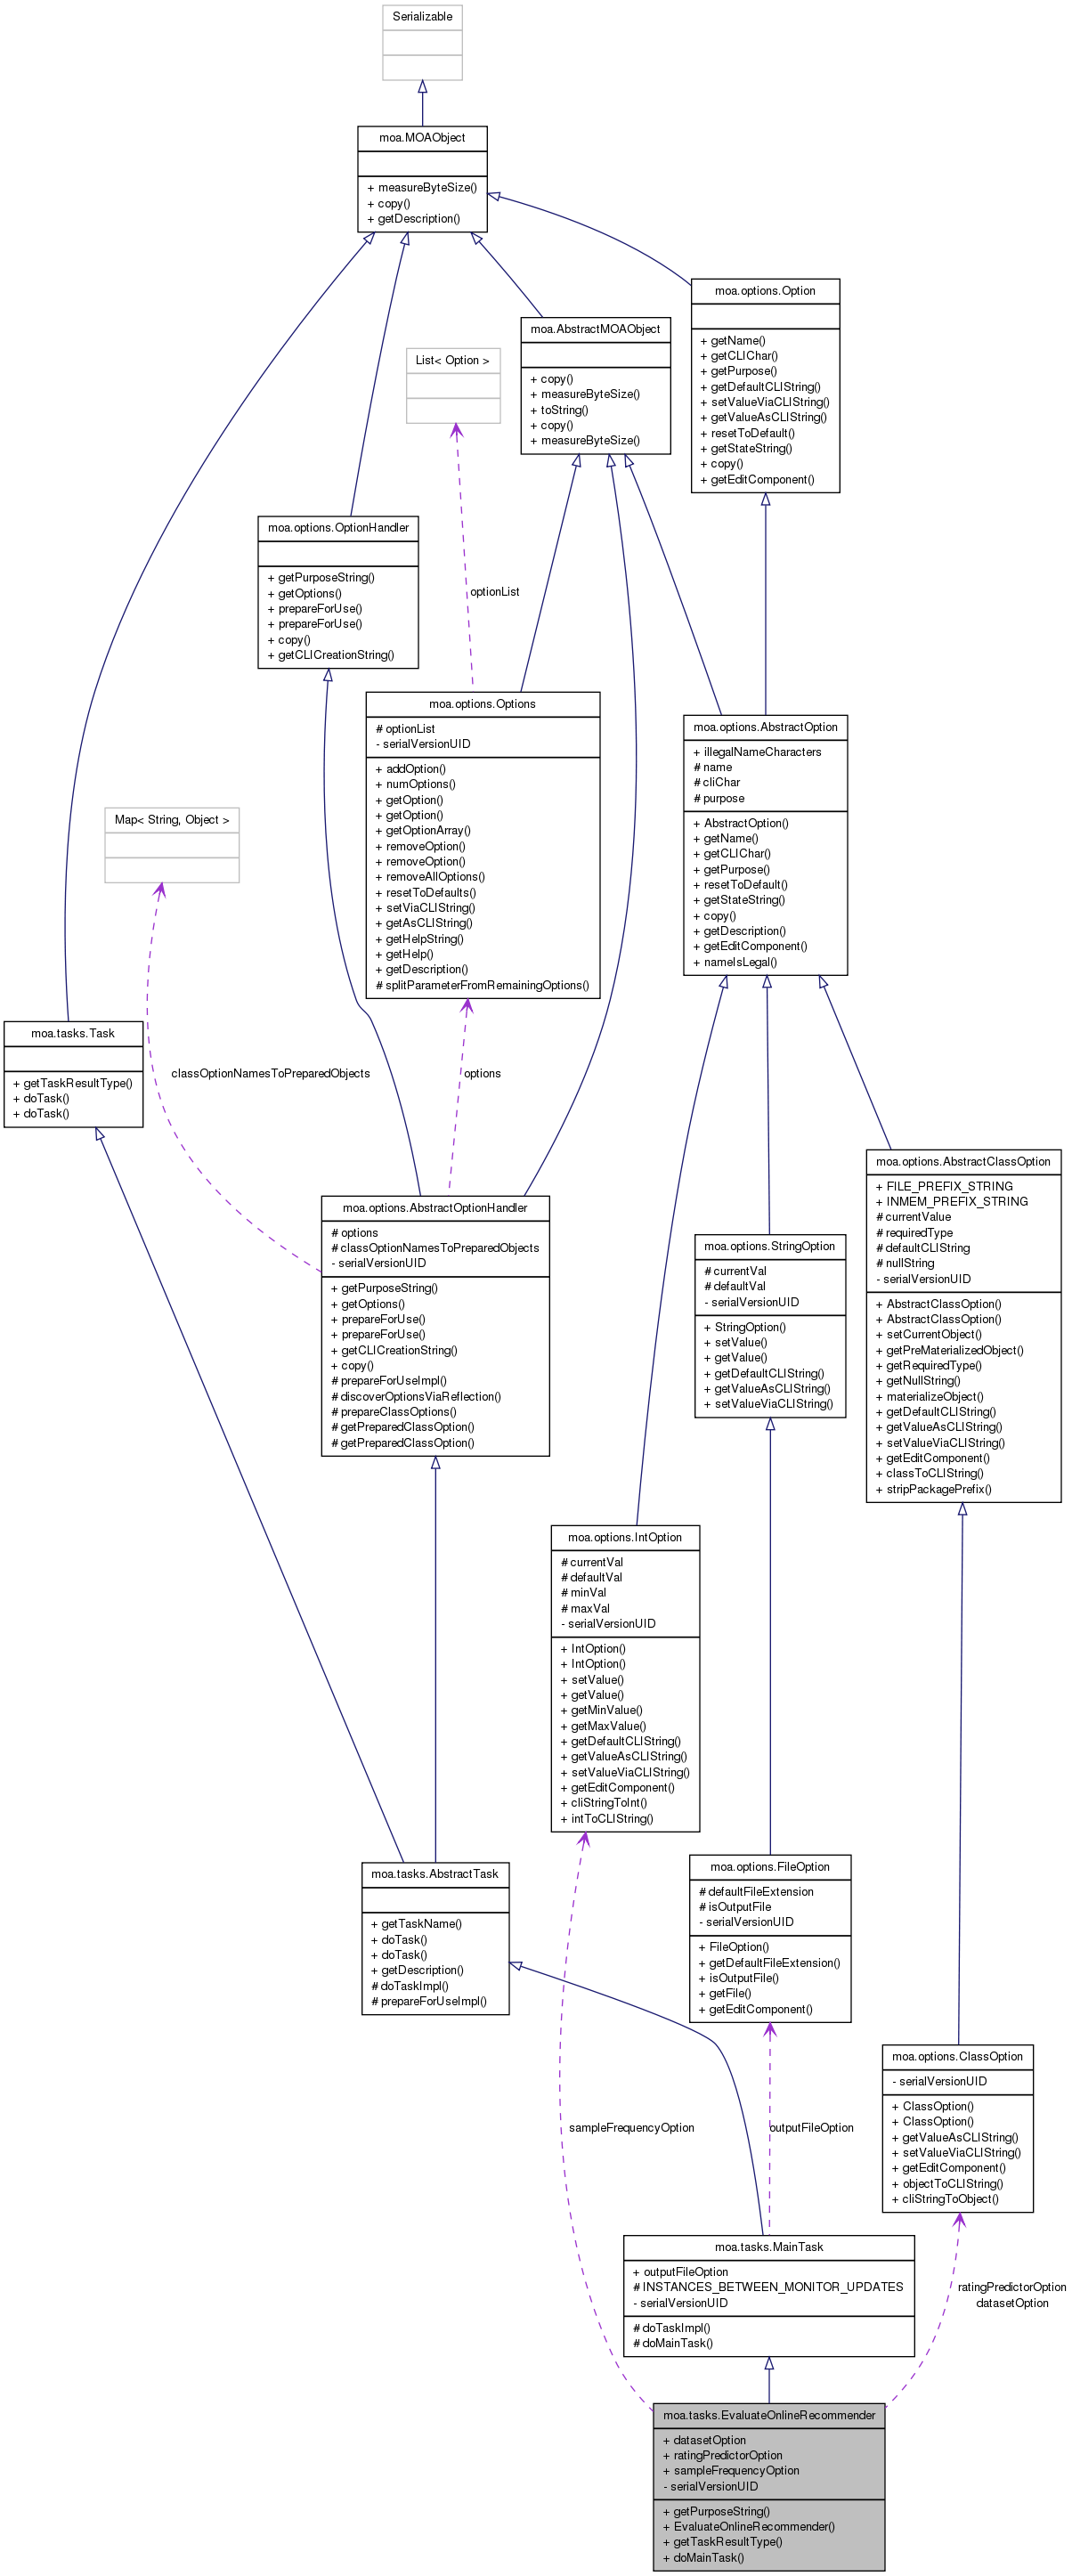 Serializable
moa.MOAObject
+ measureByteSize()
+ copy()
+ getDescription()
moa.options.Option
+ getName()
+ getCLIChar()
+ getPurpose()
+ getDefaultCLIString()
+ setValueViaCLIString()
+ getValueAsCLIString()
+ resetToDefault()
+ getStateString()
+ copy()
+ getEditComponent()
moa.AbstractMOAObject
+ copy()
+ measureByteSize()
+ toString()
+ copy()
+ measureByteSize()
List< Option >
moa.options.OptionHandler
+ getPurposeString()
+ getOptions()
+ prepareForUse()
+ prepareForUse()
+ copy()
+ getCLICreationString()
optionList
moa.options.Options
# optionList
- serialVersionUID
+ addOption()
+ numOptions()
+ getOption()
+ getOption()
+ getOptionArray()
+ removeOption()
+ removeOption()
+ removeAllOptions()
+ resetToDefaults()
+ setViaCLIString()
+ getAsCLIString()
+ getHelpString()
+ getHelp()
+ getDescription()
# splitParameterFromRemainingOptions()
moa.options.AbstractOption
+ illegalNameCharacters
# name
# cliChar
# purpose
+ AbstractOption()
+ getName()
+ getCLIChar()
+ getPurpose()
+ resetToDefault()
+ getStateString()
+ copy()
+ getDescription()
+ getEditComponent()
+ nameIsLegal()
Map< String, Object >
moa.tasks.Task
+ getTaskResultType()
+ doTask()
+ doTask()
classOptionNamesToPreparedObjects
options
moa.options.AbstractClassOption
+ FILE_PREFIX_STRING
+ INMEM_PREFIX_STRING
# currentValue
# requiredType
# defaultCLIString
# nullString
- serialVersionUID
+ AbstractClassOption()
+ AbstractClassOption()
+ setCurrentObject()
+ getPreMaterializedObject()
+ getRequiredType()
+ getNullString()
+ materializeObject()
+ getDefaultCLIString()
+ getValueAsCLIString()
+ setValueViaCLIString()
+ getEditComponent()
+ classToCLIString()
+ stripPackagePrefix()
moa.options.AbstractOptionHandler
# options
# classOptionNamesToPreparedObjects
- serialVersionUID
+ getPurposeString()
+ getOptions()
+ prepareForUse()
+ prepareForUse()
+ getCLICreationString()
+ copy()
# prepareForUseImpl()
# discoverOptionsViaReflection()
# prepareClassOptions()
# getPreparedClassOption()
# getPreparedClassOption()
moa.options.StringOption
# currentVal
# defaultVal
- serialVersionUID
+ StringOption()
+ setValue()
+ getValue()
+ getDefaultCLIString()
+ getValueAsCLIString()
+ setValueViaCLIString()
moa.options.IntOption
# currentVal
# defaultVal
# minVal
# maxVal
- serialVersionUID
+ IntOption()
+ IntOption()
+ setValue()
+ getValue()
+ getMinValue()
+ getMaxValue()
+ getDefaultCLIString()
+ getValueAsCLIString()
+ setValueViaCLIString()
+ getEditComponent()
+ cliStringToInt()
+ intToCLIString()
moa.options.FileOption
# defaultFileExtension
# isOutputFile
- serialVersionUID
+ FileOption()
+ getDefaultFileExtension()
+ isOutputFile()
+ getFile()
+ getEditComponent()
moa.tasks.AbstractTask
+ getTaskName()
+ doTask()
+ doTask()
+ getDescription()
# doTaskImpl()
# prepareForUseImpl()
moa.options.ClassOption
- serialVersionUID
+ ClassOption()
+ ClassOption()
+ getValueAsCLIString()
+ setValueViaCLIString()
+ getEditComponent()
+ objectToCLIString()
+ cliStringToObject()
sampleFrequencyOption
outputFileOption
moa.tasks.MainTask
+ outputFileOption
# INSTANCES_BETWEEN_MONITOR_UPDATES
- serialVersionUID
# doTaskImpl()
# doMainTask()
ratingPredictorOption
datasetOption
moa.tasks.EvaluateOnlineRecommender
+ datasetOption
+ ratingPredictorOption
+ sampleFrequencyOption
- serialVersionUID
+ getPurposeString()
+ EvaluateOnlineRecommender()
+ getTaskResultType()
+ doMainTask()